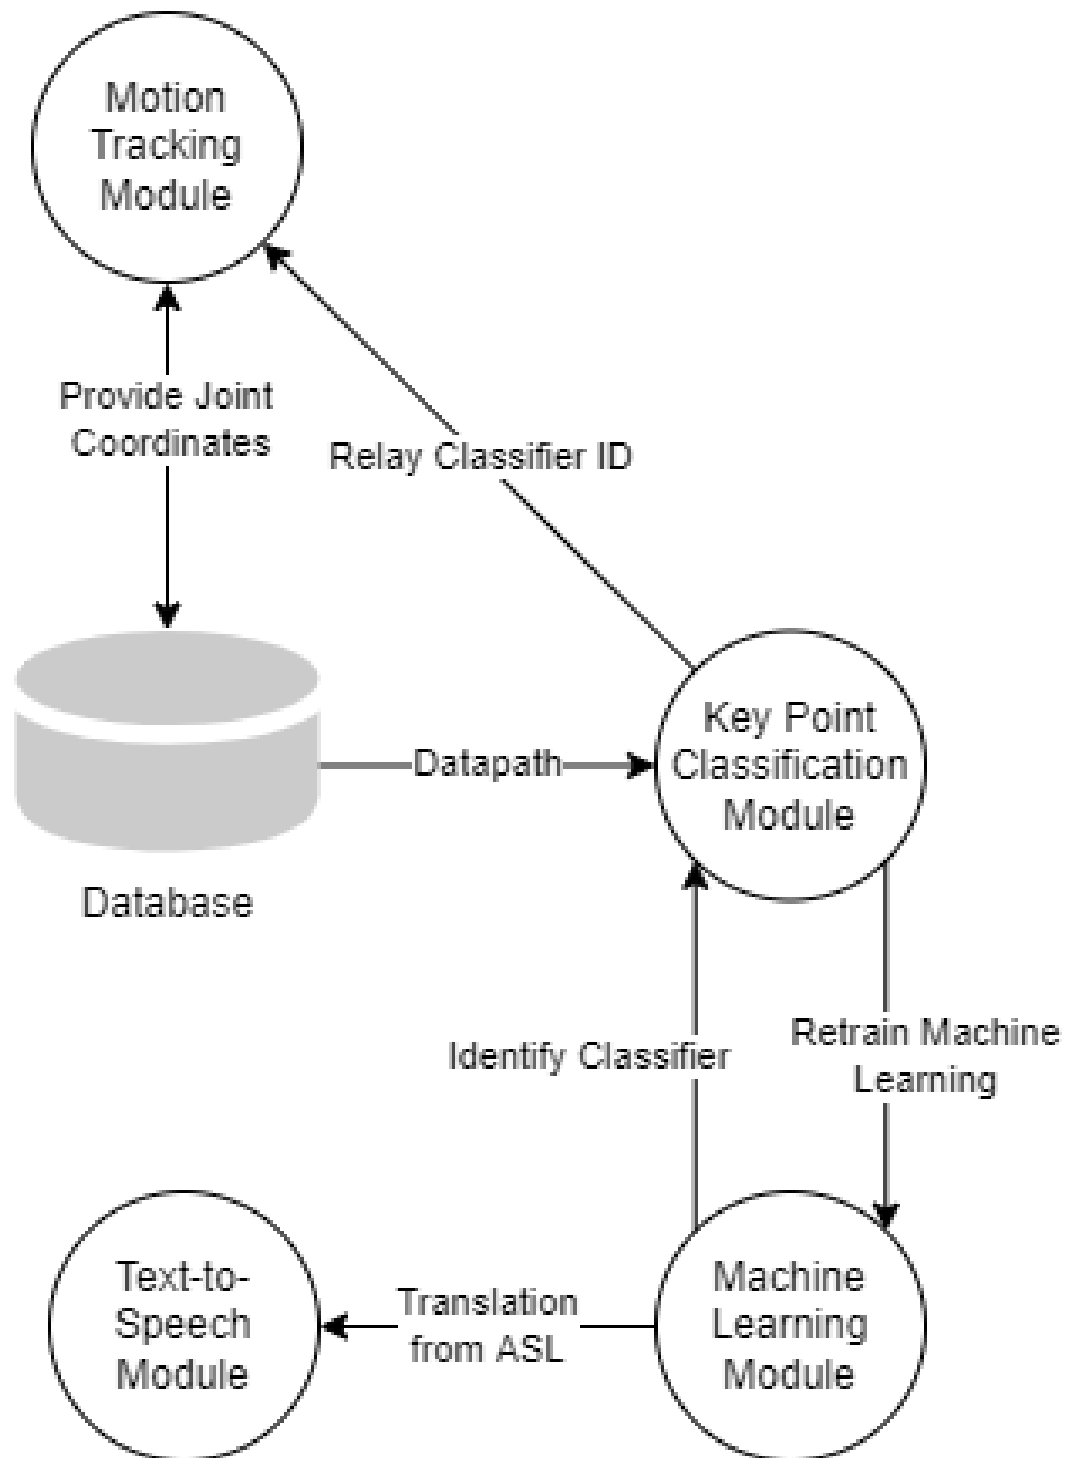 Motion
Tracking
Module
Provide Joint
Coordinates
Relay Classifier ID
Key Point
Classification
Module
Datapath
Database
Identify Classifier
Retrain Machine
Learning
Text-to-
Speech
Module
Translation
from ASL
Machine
Learning
Module